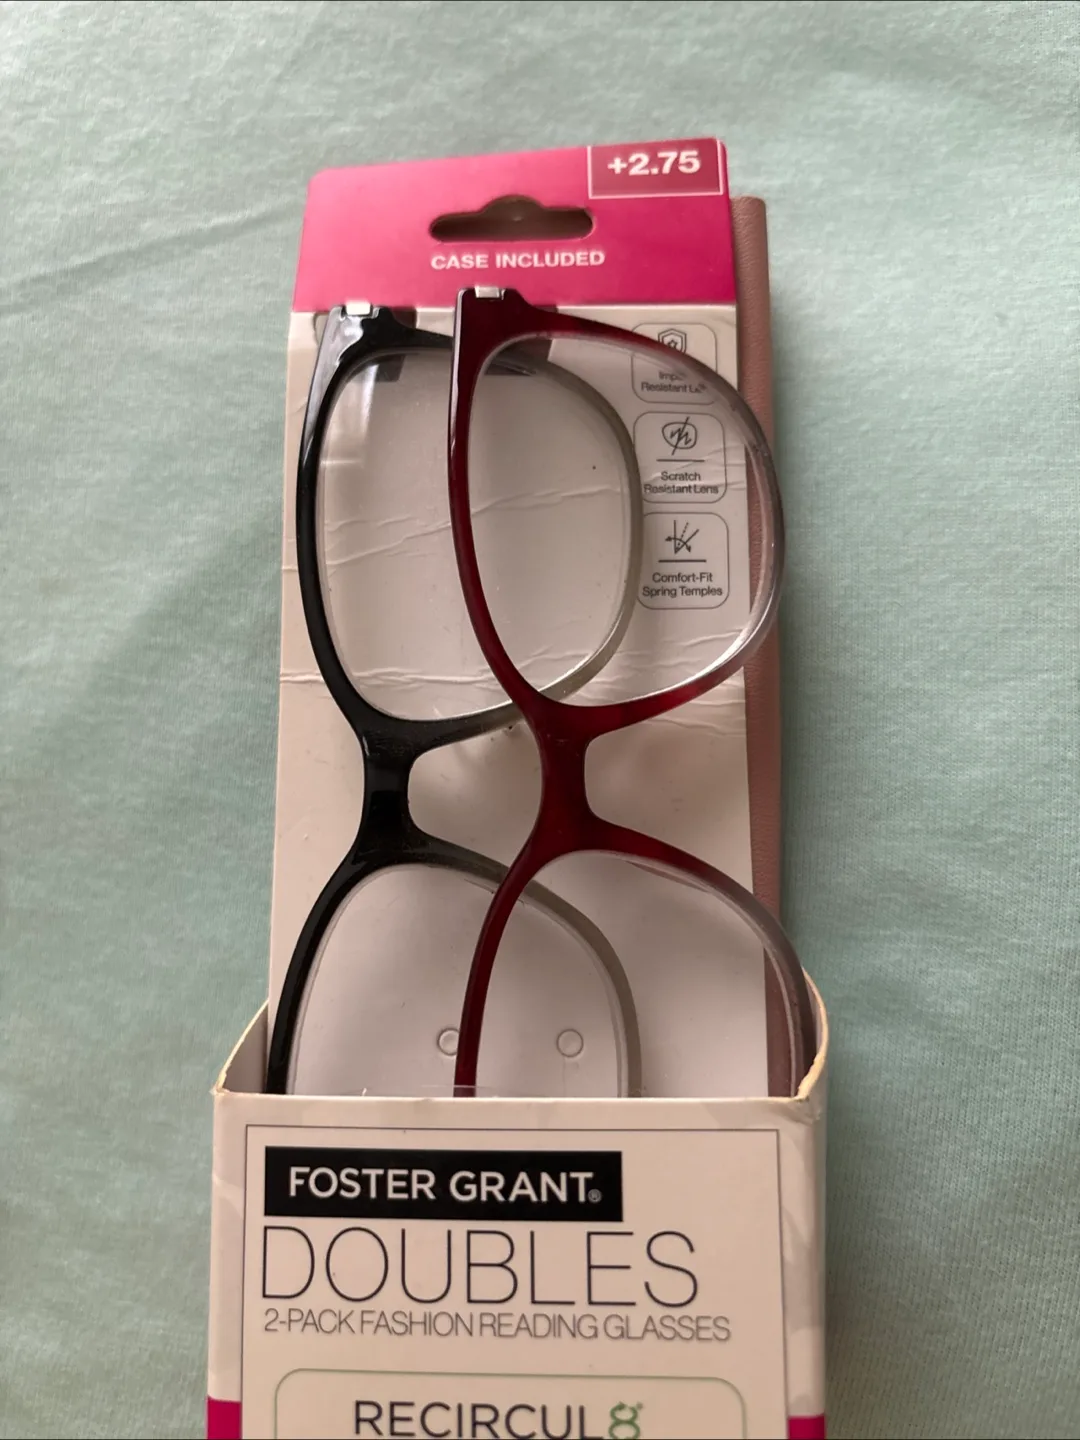 +2.75
CASE INCLUDED
Resistant
Scratch
Resistant Lens
Comfort-Fit
Spring Temples
FOSTER GRANT®
DOUBLES
2-PACK FASHION READING GLASSES
RECIRCUL8